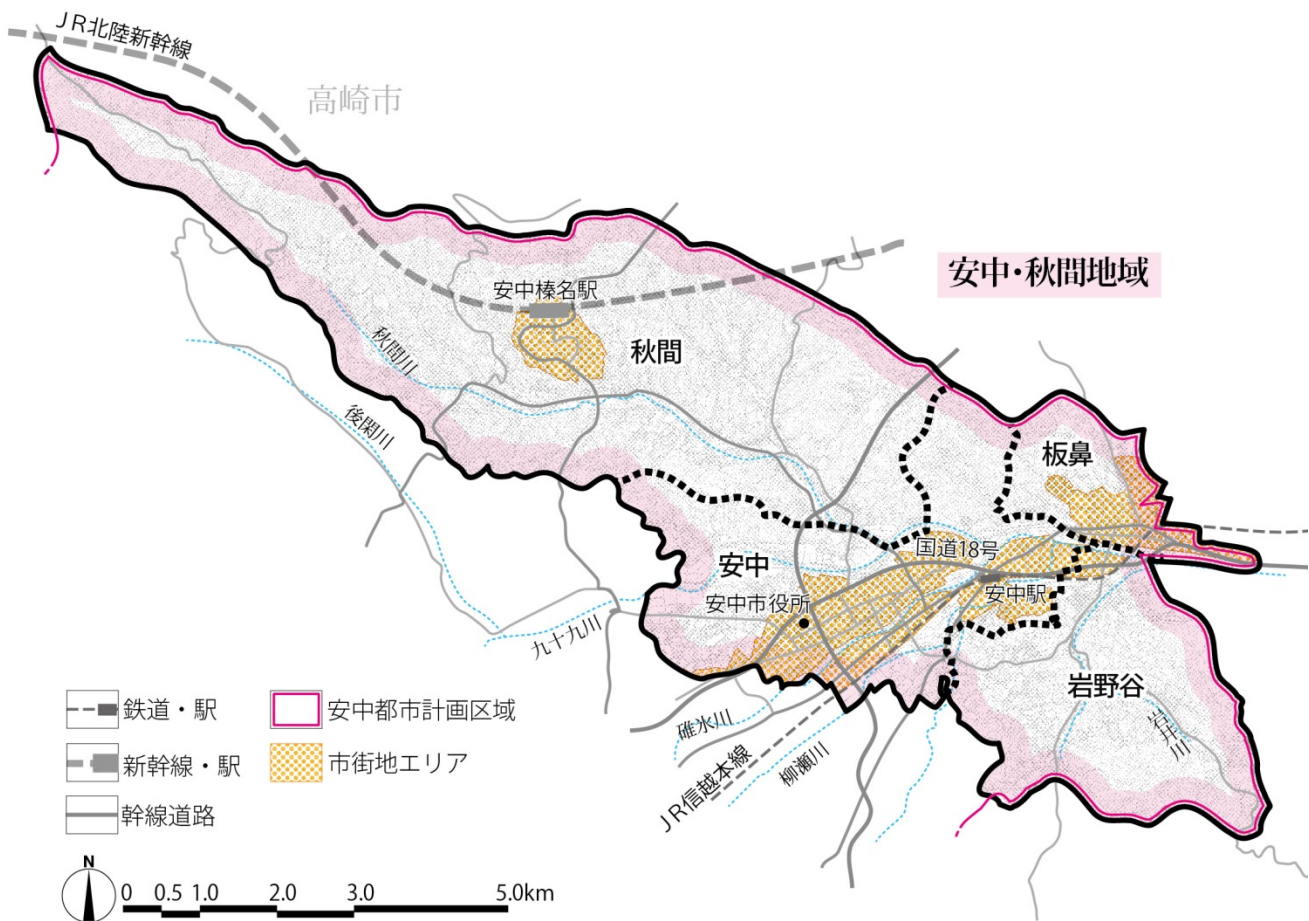 JR北陸新幹線
高崎市
安中・秋間地域
安中榛名駅
秋間
秋間川
後閑川
板鼻
国道18号
安中
安中駅
安中市役所
九十九川
岩野谷
岩井川
碓氷川
柳瀬川
JR信越本線
鉄道・駅
安中都市計画区域
新幹線・駅
市街地エリア
幹線道路
N
0 0.5 1.0 2.0 3.0 5.0km